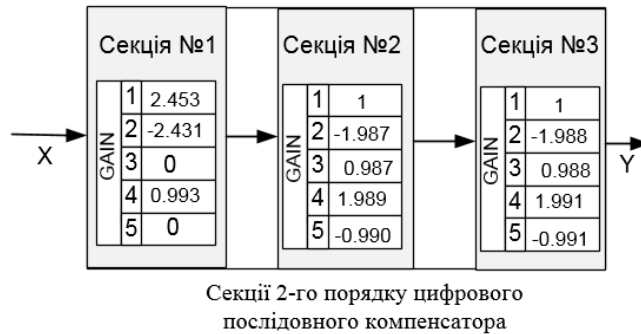 Секція №1
Секція №2
Секція №3
X
GAIN
1 2.453
2 -2.431
3 0
4 0.993
5 0
GAIN
1 1
2 -1.987
3 0.987
4 1.989
5 -0.990
GAIN
1 1
2 -1.988
3 0.988
4 1.991
5 -0.991
Y
Секції 2-го порядку цифрового
послідовного компенсатора